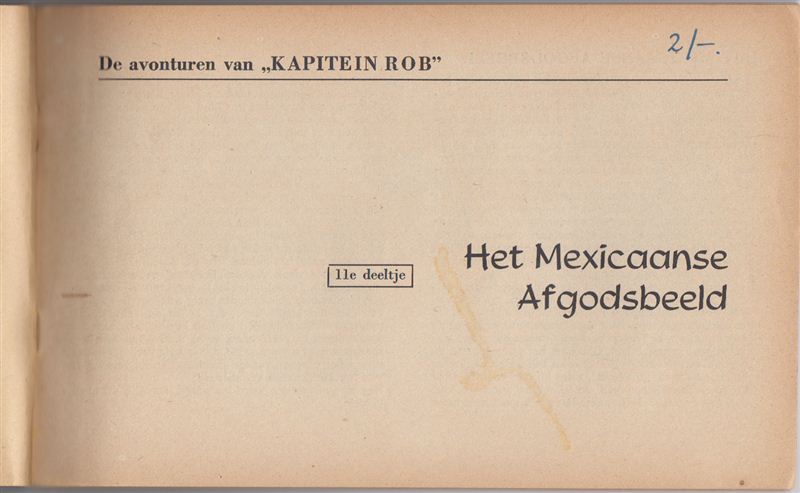 2/-.
De avonturen van „KAPITEIN ROB”
11e deeltje
Het Mexicaanse
Afgodsbeeld